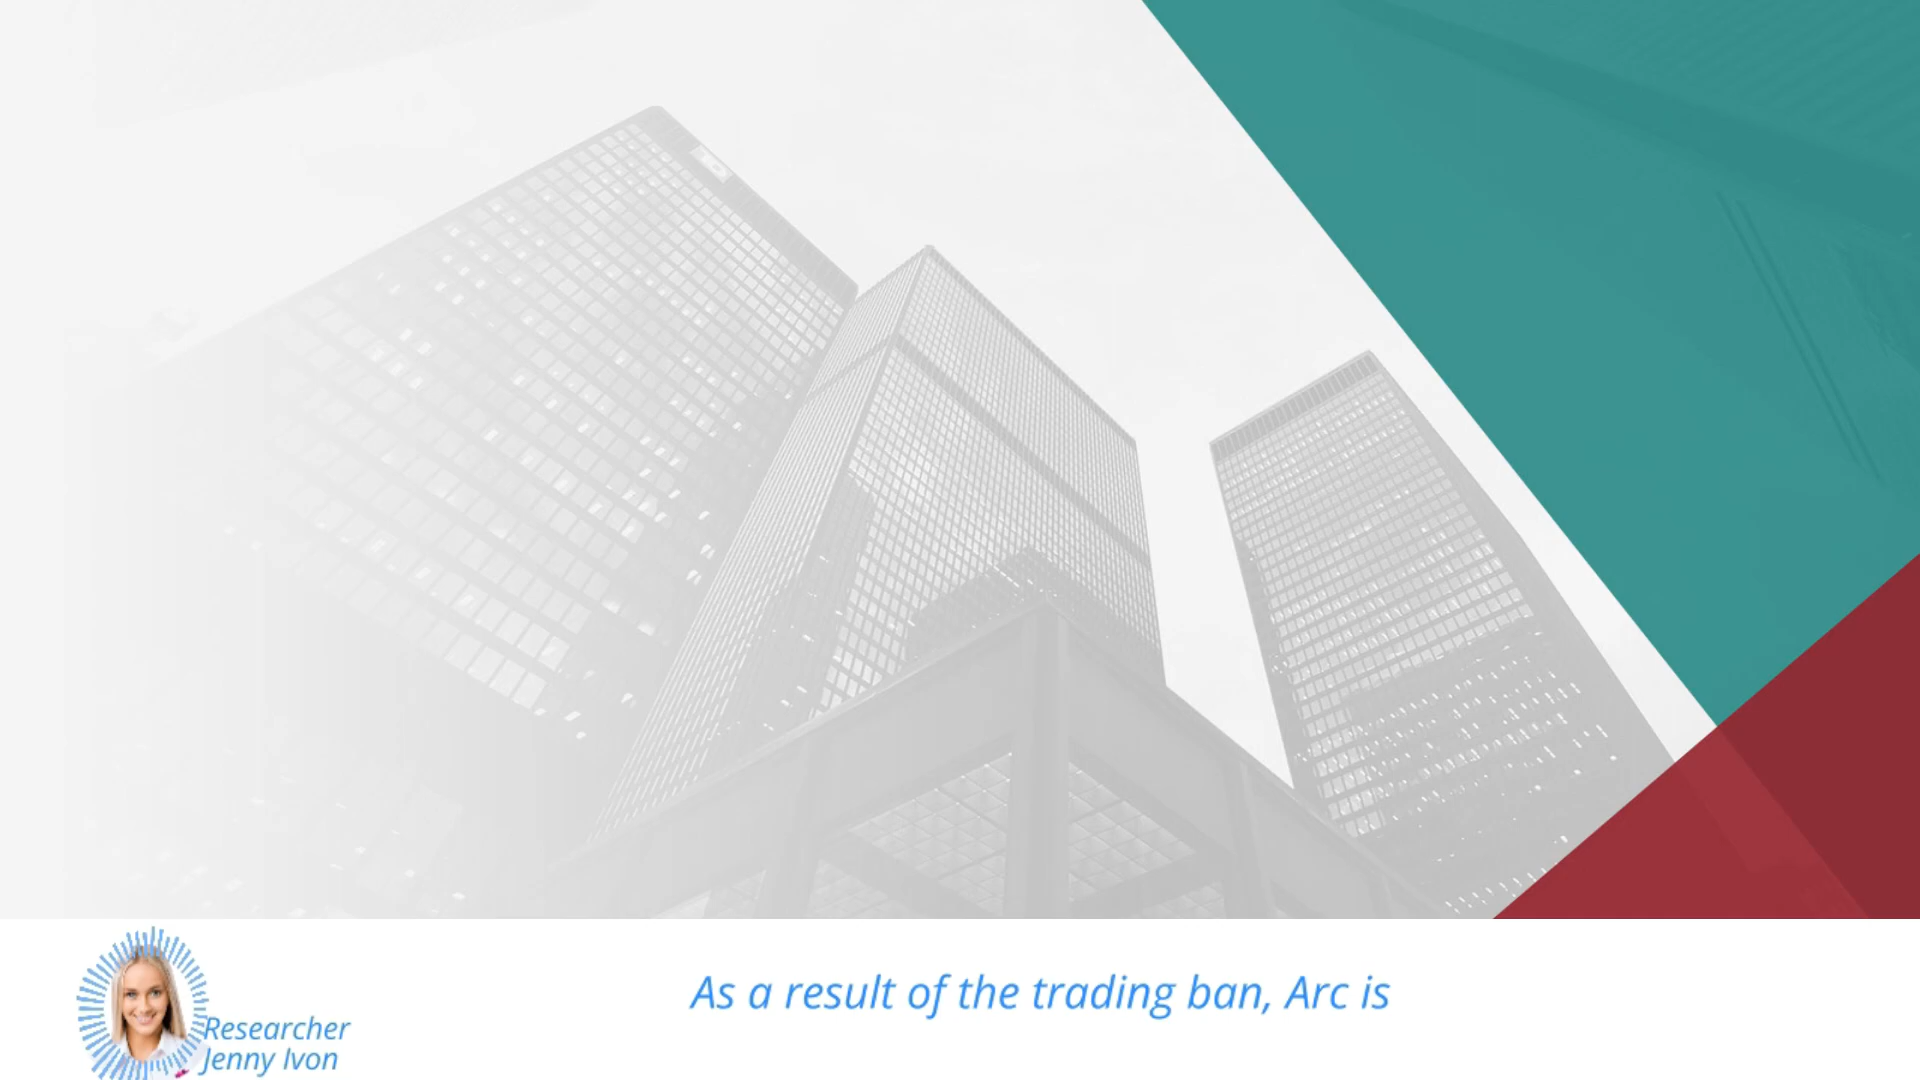 As a result of the trading ban, Arc is
Researcher
Jenny Ivon